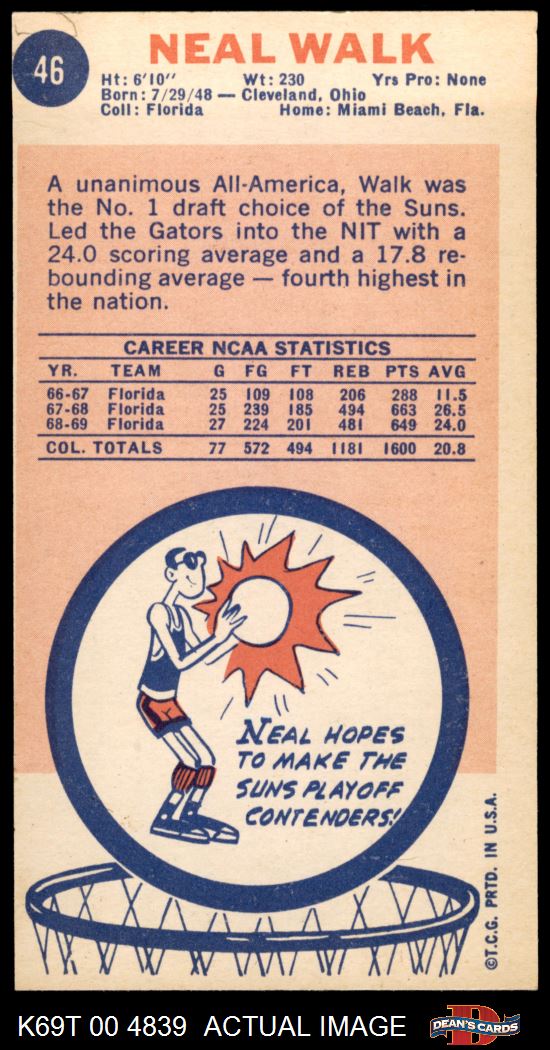 46
NEAL WALK
Ht: 6'10" Wt: 230 Yrs Pro: None
Born: 7/29/48 — Cleveland, Ohio
Coll: Florida Home: Miami Beach, Fla.
A unanimous All-America, Walk was
the No. 1 draft choice of the Suns.
Led the Gators into the NIT with a
24.0 scoring average and a 17.8 re-
bounding average — fourth highest in
the nation.
CAREER NCAA STATISTICS
YR. TEAM G FG FT REB PTS AVG
66-67 Florida 25 109 108 206 288 11.5
67-68 Florida 25 239 185 494 663 26.5
68-69 Florida 27 224 201 481 649 24.0
COL. TOTALS 77 572 494 1181 1600 20.8
NEAL HOPES
TO MAKE THE
SUNS PLAYOFF
CONTENDERS!
©T.C.G. PRTD. IN U.S.A.
K69T 00 4839 ACTUAL IMAGE
D
DEAN'S CARDS